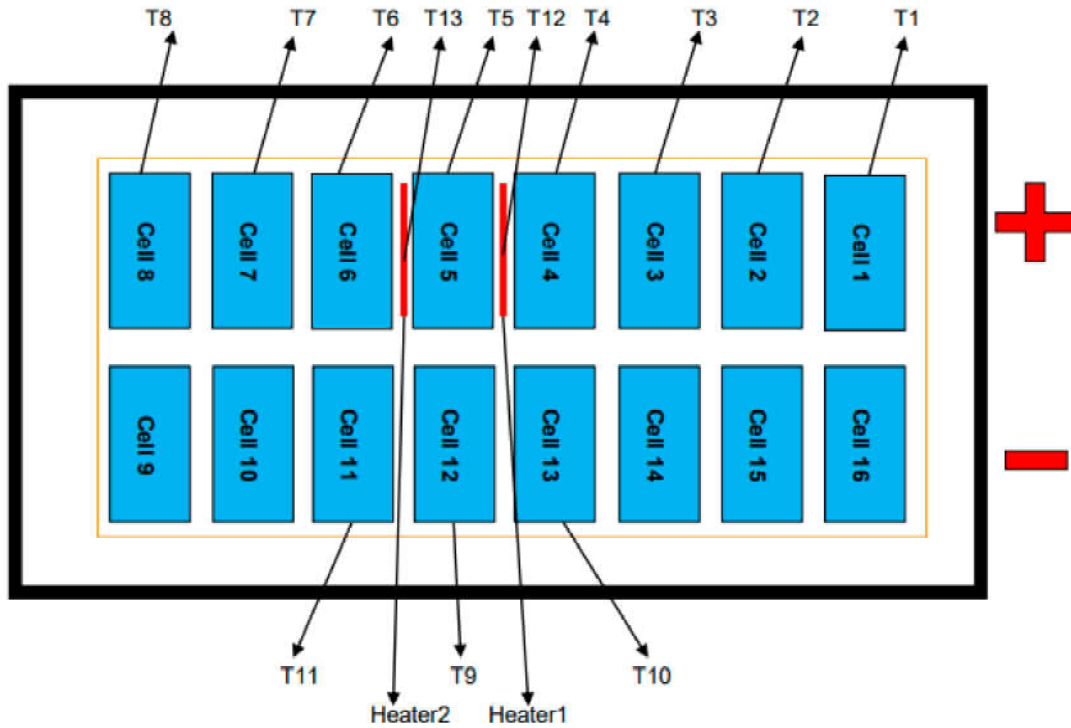 T8 T7 T6 T13 T5 T12 T4 T3 T2 T1
Cell 8 Cell 7 Cell 6 Cell 5 Cell 4 Cell 3 Cell 2 Cell 1
Cell 9 Cell 10 Cell 11 Cell 12 Cell 13 Cell 14 Cell 15 Cell 16
T11 T9 T10
Heater2 Heater1